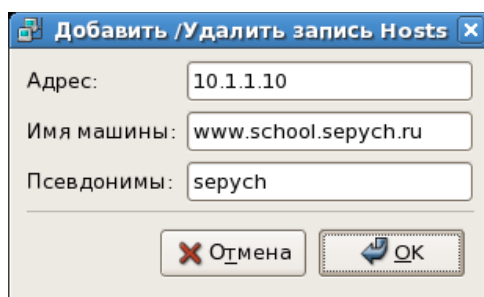 Добавить /Удалить запись Hosts
Адрес: 10.1.1.10
Имя машины: www.school.sepych.ru
Псевдонимы: sepych
Отмена OK